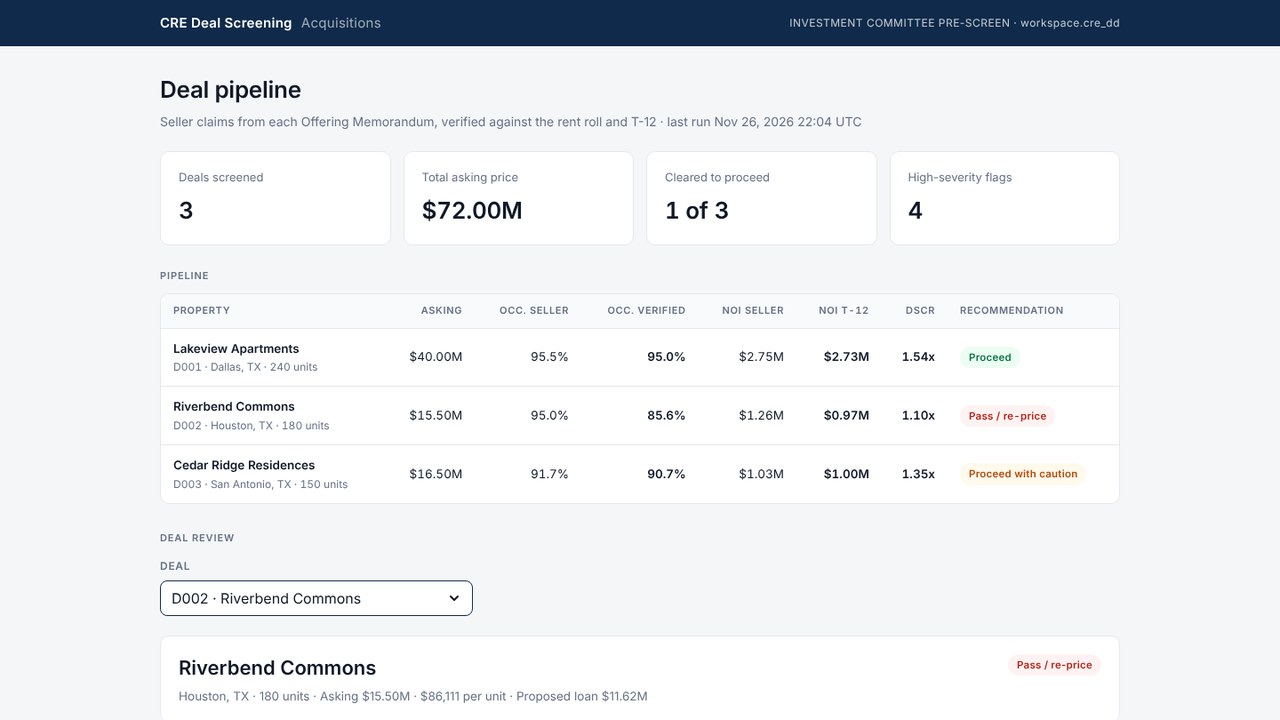 CRE Deal Screening Acquisitions INVESTMENT COMMITTEE PRE-SCREEN · workspace.cre_dd
Deal pipeline
Seller claims from each Offering Memorandum, verified against the rent roll and T-12 · last run Nov 26, 2026 22:04 UTC
Deals screened Total asking price Cleared to proceed High-severity flags
3 $72.00M 1 of 3 4
PIPELINE
PROPERTY ASKING OCC. SELLER OCC. VERIFIED NOI SELLER NOI T-12 DSCR RECOMMENDATION
Lakeview Apartments $40.00M 95.5% 95.0% $2.75M $2.73M 1.54x Proceed
D001 · Dallas, TX · 240 units
Riverbend Commons $15.50M 95.0% 85.6% $1.26M $0.97M 1.10x Pass / re-price
D002 · Houston, TX · 180 units
Cedar Ridge Residences $16.50M 91.7% 90.7% $1.03M $1.00M 1.35x Proceed with caution
D003 · San Antonio, TX · 150 units
DEAL REVIEW
DEAL
D002 · Riverbend Commons
Riverbend Commons Pass / re-price
Houston, TX · 180 units · Asking $15.50M · $86,111 per unit · Proposed loan $11.62M